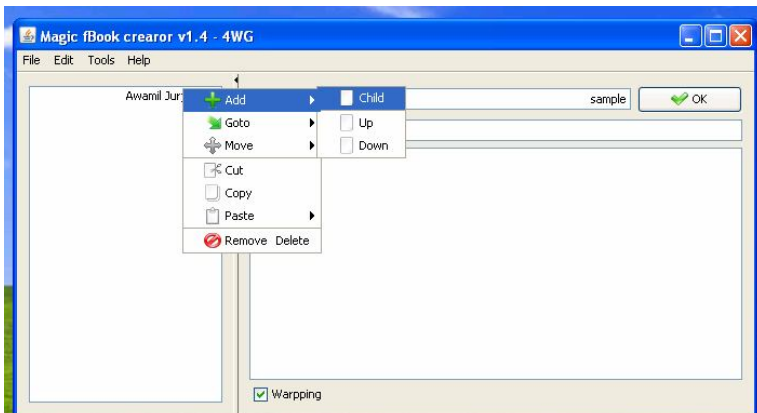 Magic fBook crearor v1.4 - 4WG
File Edit Tools Help
Awamil Jur
sample
OK
Add
Goto
Move
Cut
Copy
Paste
Remove Delete
Child
Up
Down
Warpping